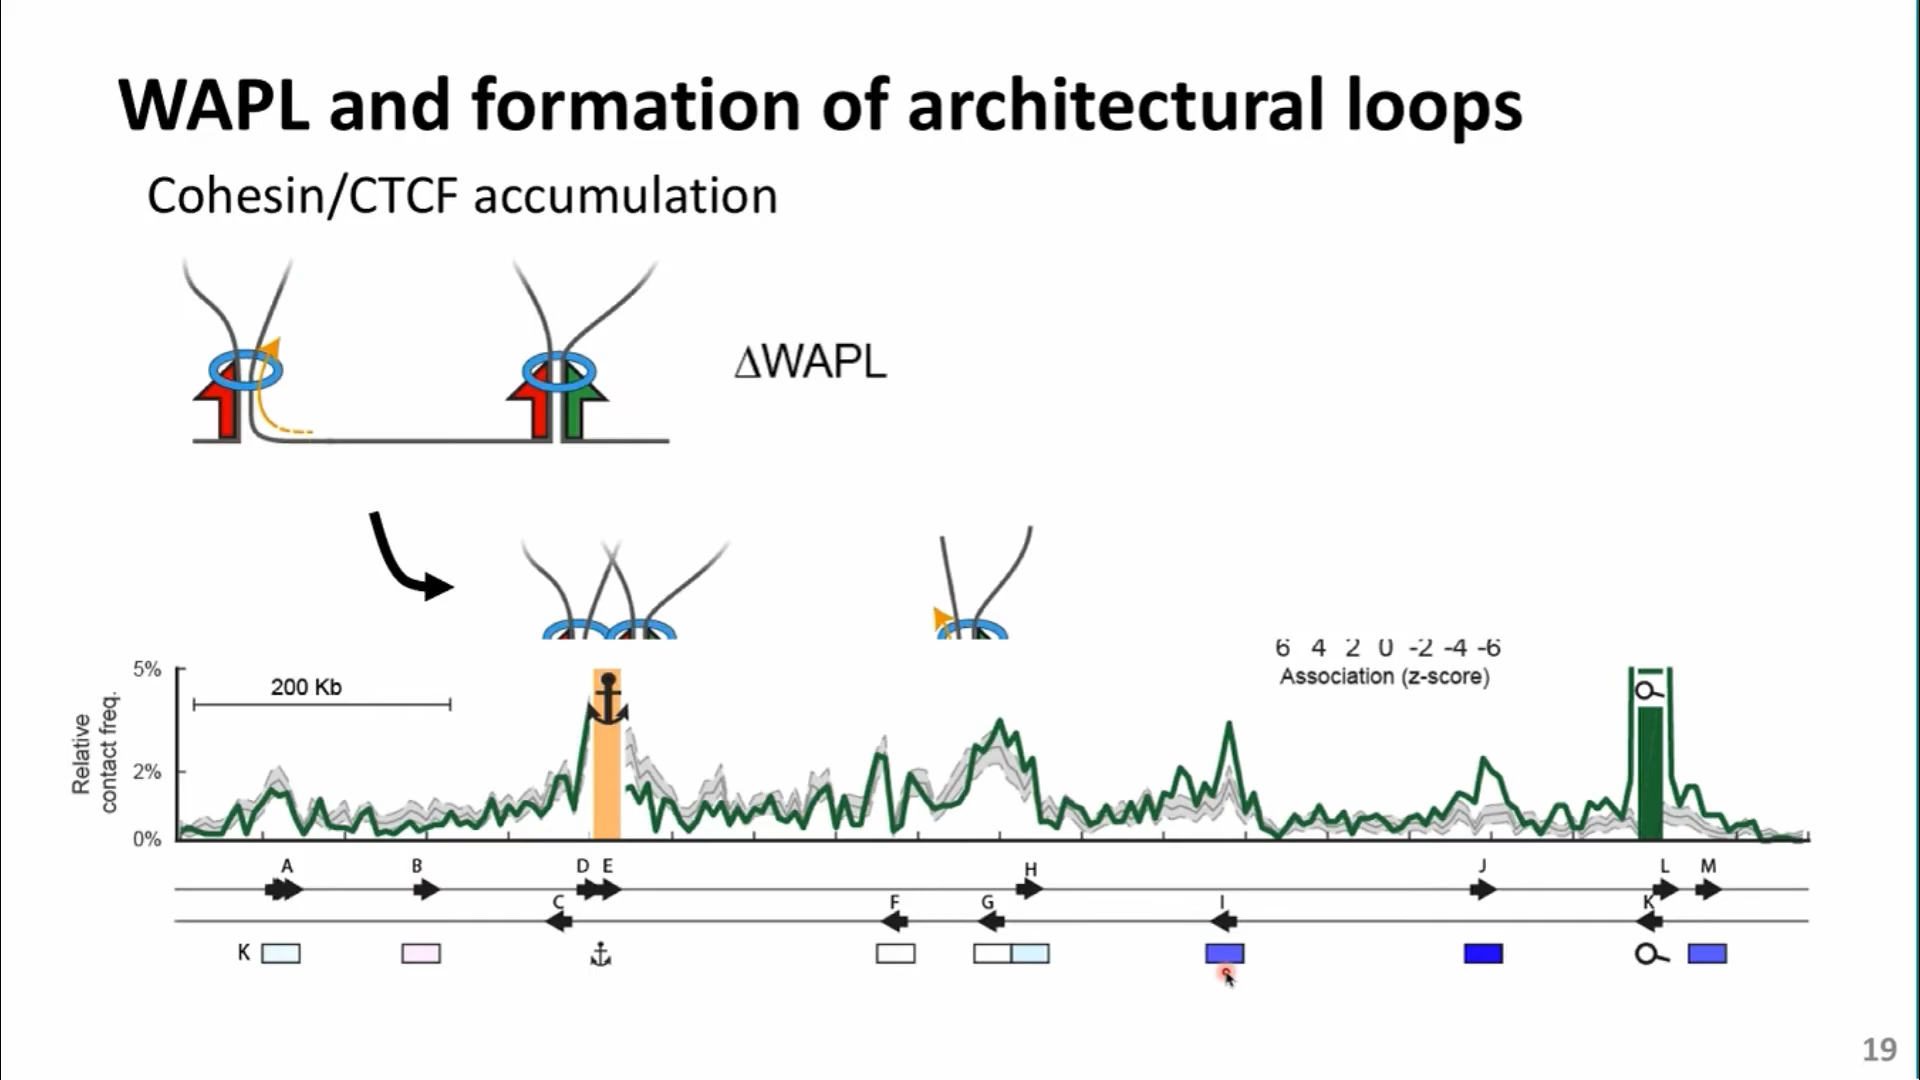 WAPL and formation of architectural loops
Cohesin/CTCF accumulation
ΔWAPL
6 4 2 0 -2 -4 -6
Association (z-score)
5%
200 Kb
2%
0%
Relative
contact freq.
A B D E H J L M
C F G I K
K
19